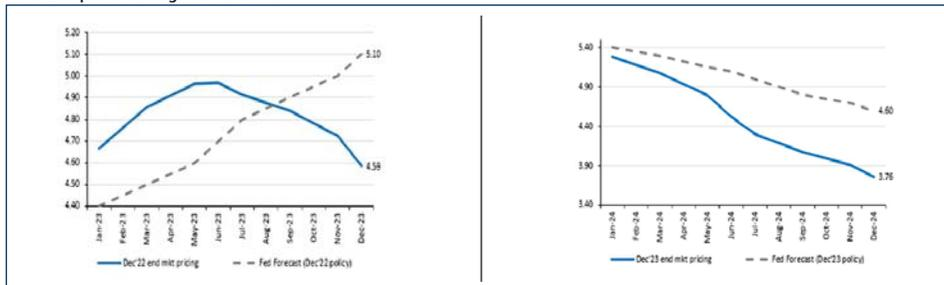 5.20
5.10
5.00
4.90
4.80
4.70
4.60
4.50
4.40
5.10
4.59
Jan-23
Feb-23
Mar-23
Apr-23
May-23
Jun-23
Jul-23
Aug-23
Sep-23
Oct-23
Nov-23
Dec-23
Dec'22 end mkt pricing
Fed Forecast (Dec'22 policy)
5.40
4.90
4.40
3.90
3.40
4.60
3.76
Jan-24
Feb-24
Mar-24
Apr-24
May-24
Jun-24
Jul-24
Aug-24
Sep-24
Oct-24
Nov-24
Dec-24
Dec'23 end mkt pricing
Fed Forecast (Dec'23 policy)